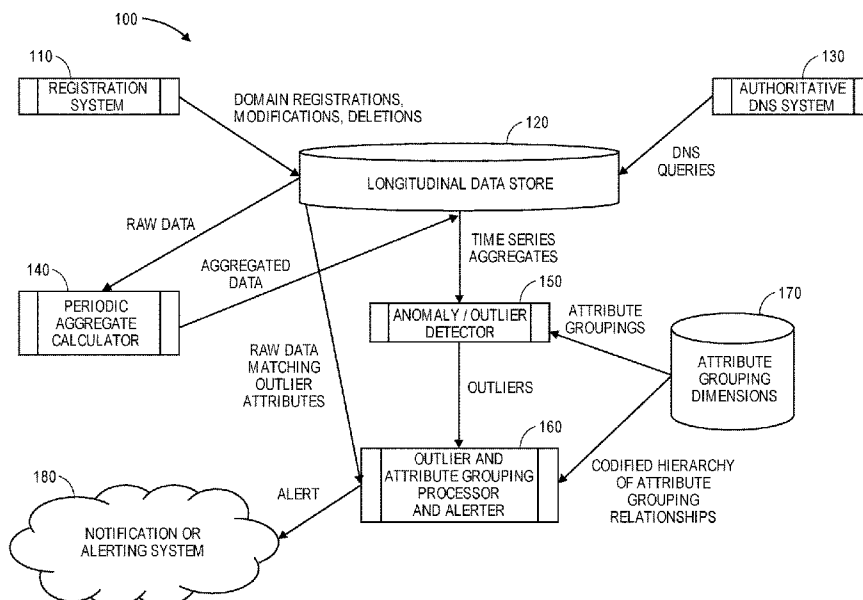 100
110
REGISTRATION
SYSTEM
DOMAIN REGISTRATIONS,
MODIFICATIONS, DELETIONS
130
AUTHORITATIVE
DNS SYSTEM
120
LONGITUDINAL DATA STORE
DNS
QUERIES
RAW DATA
140
PERIODIC
AGGREGATE
CALCULATOR
AGGREGATED
DATA
TIME SERIES
AGGREGATES
150
ANOMALY / OUTLIER
DETECTOR
ATTRIBUTE
GROUPINGS
170
ATTRIBUTE
GROUPING
DIMENSIONS
RAW DATA
MATCHING
OUTLIER
ATTRIBUTES
OUTLIERS
160
OUTLIER AND
ATTRIBUTE GROUPING
PROCESSOR
AND ALERTER
CODIFIED HIERARCHY
OF ATTRIBUTE
GROUPING
RELATIONSHIPS
180
ALERT
NOTIFICATION OR
ALERTING SYSTEM